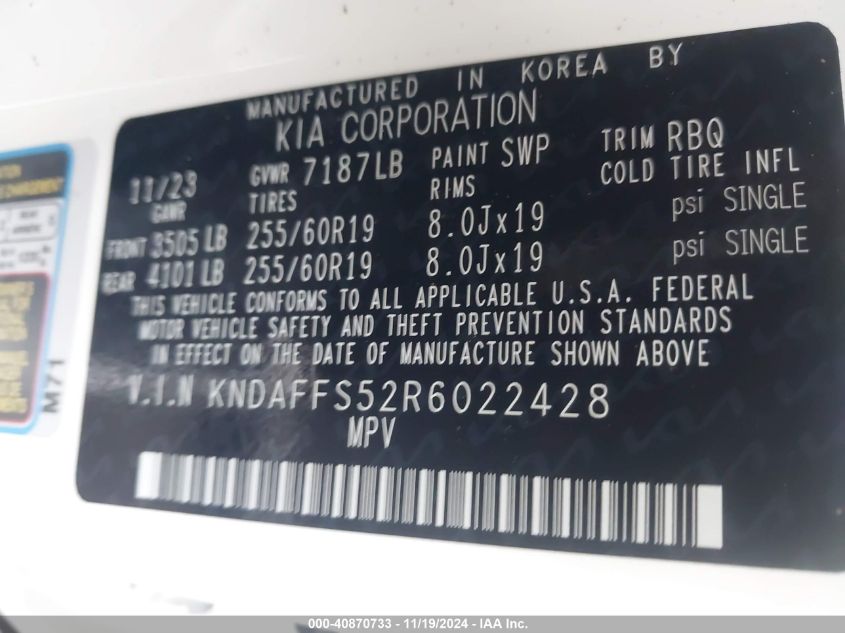 MANUFACTURED IN KOREA BY
KIA CORPORATION
11/23 GVWR 7187LB PAINT SWP TRIM RBQ
GAWR TIRES RIMS COLD TIRE INFL
FRONT 3505 LB 255/60R19 8.0Jx19 psi SINGLE
REAR 4101 LB 255/60R19 8.0Jx19 psi SINGLE
THIS VEHICLE CONFORMS TO ALL APPLICABLE U.S.A. FEDERAL
MOTOR VEHICLE SAFETY AND THEFT PREVENTION STANDARDS
IN EFFECT ON THE DATE OF MANUFACTURE SHOWN ABOVE
V.I.N KNDAFFS52R6022428
MPV
M71
000-40870733 - 11/19/2024 - IAA Inc.